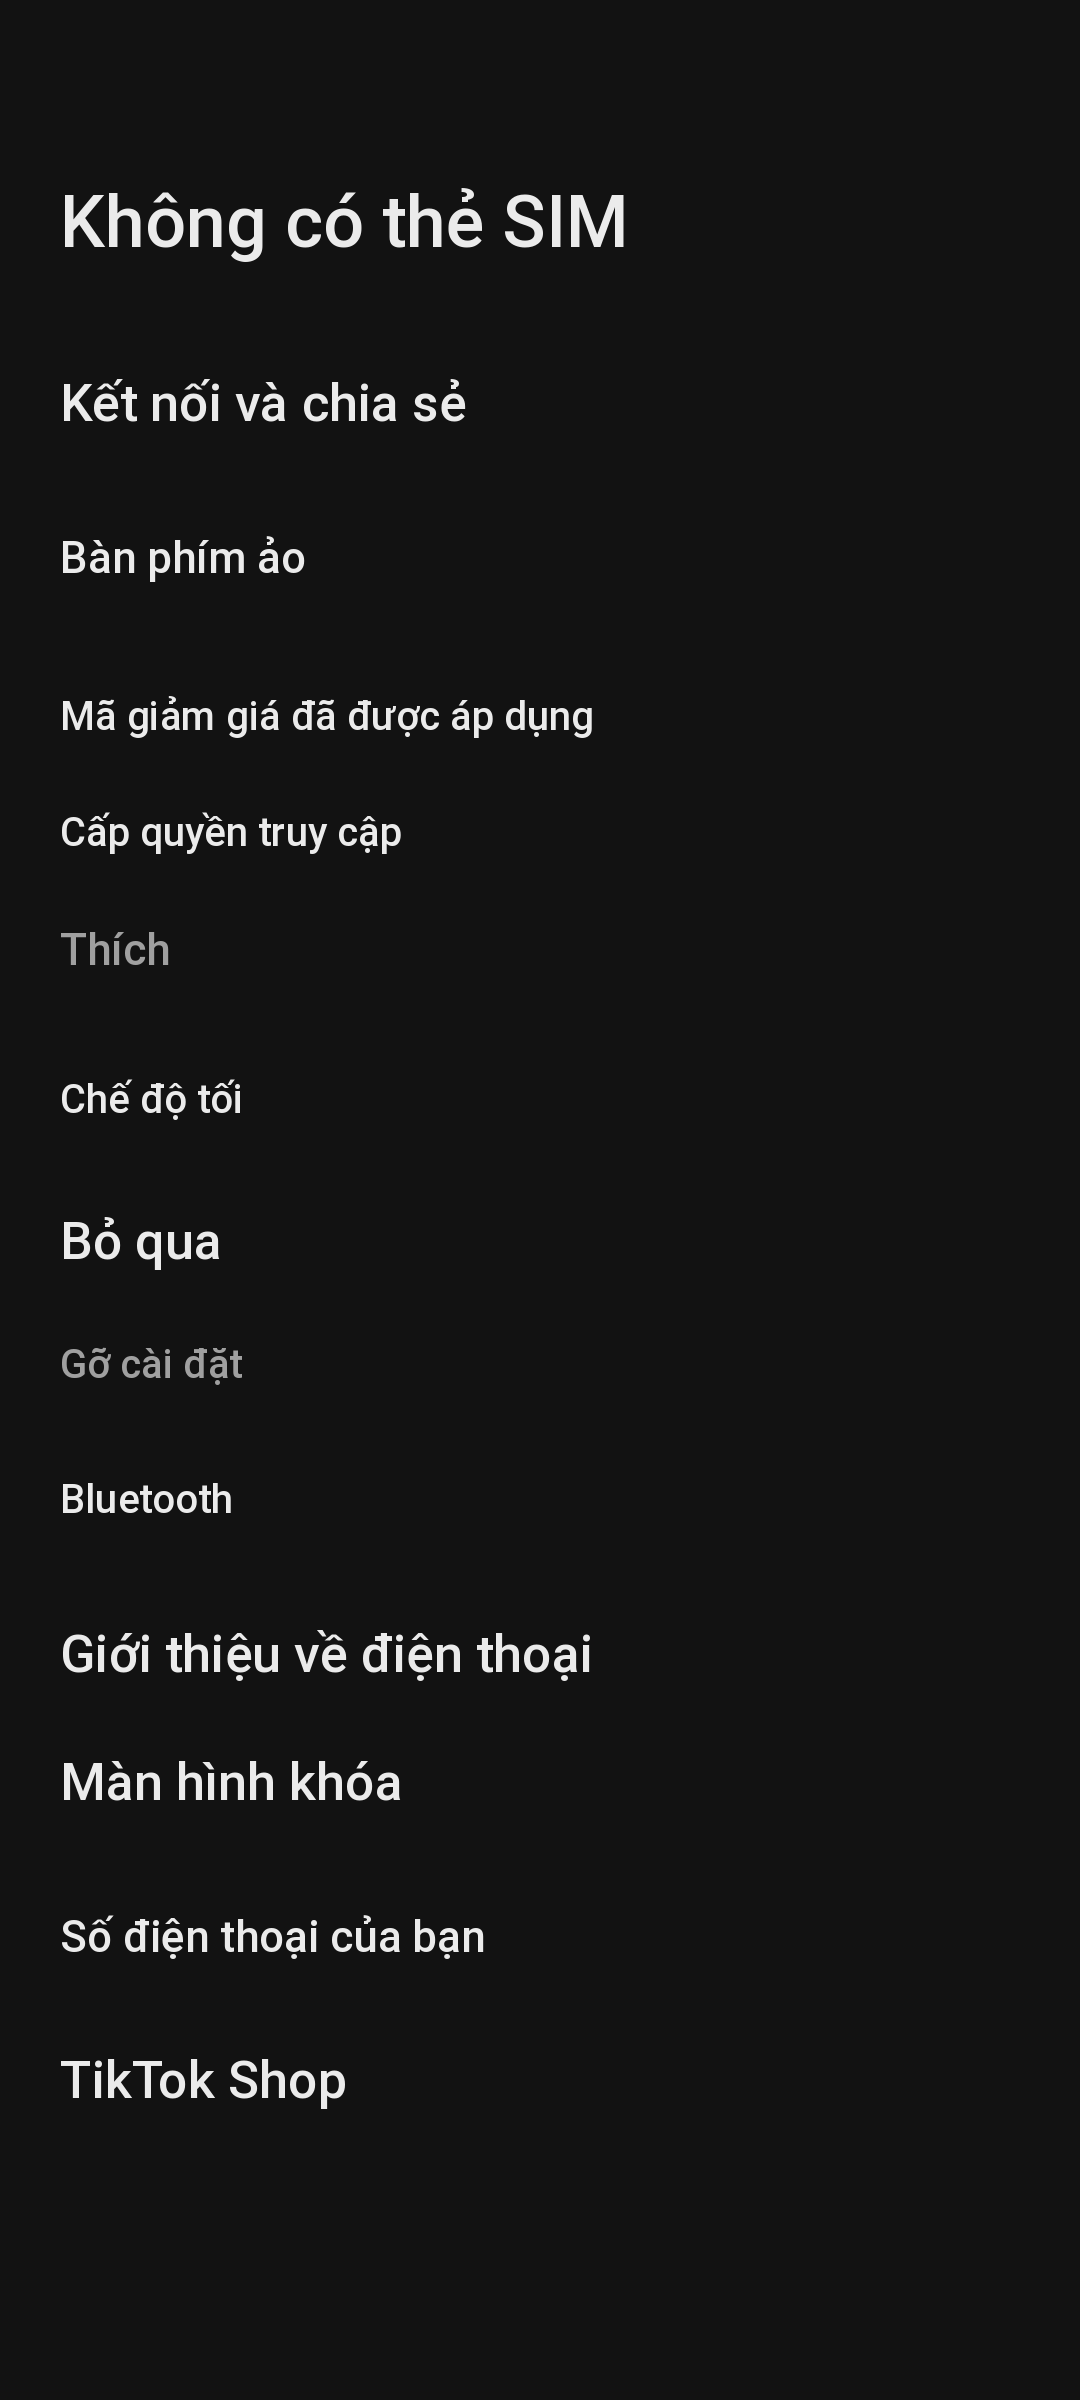 Không có thẻ SIM
Kết nối và chia sẻ
Bàn phím ảo
Mã giảm giá đã được áp dụng
Cấp quyền truy cập
Thích
Chế độ tối
Bỏ qua
Gỡ cài đặt
Bluetooth
Giới thiệu về điện thoại
Màn hình khóa
Số điện thoại của bạn
TikTok Shop